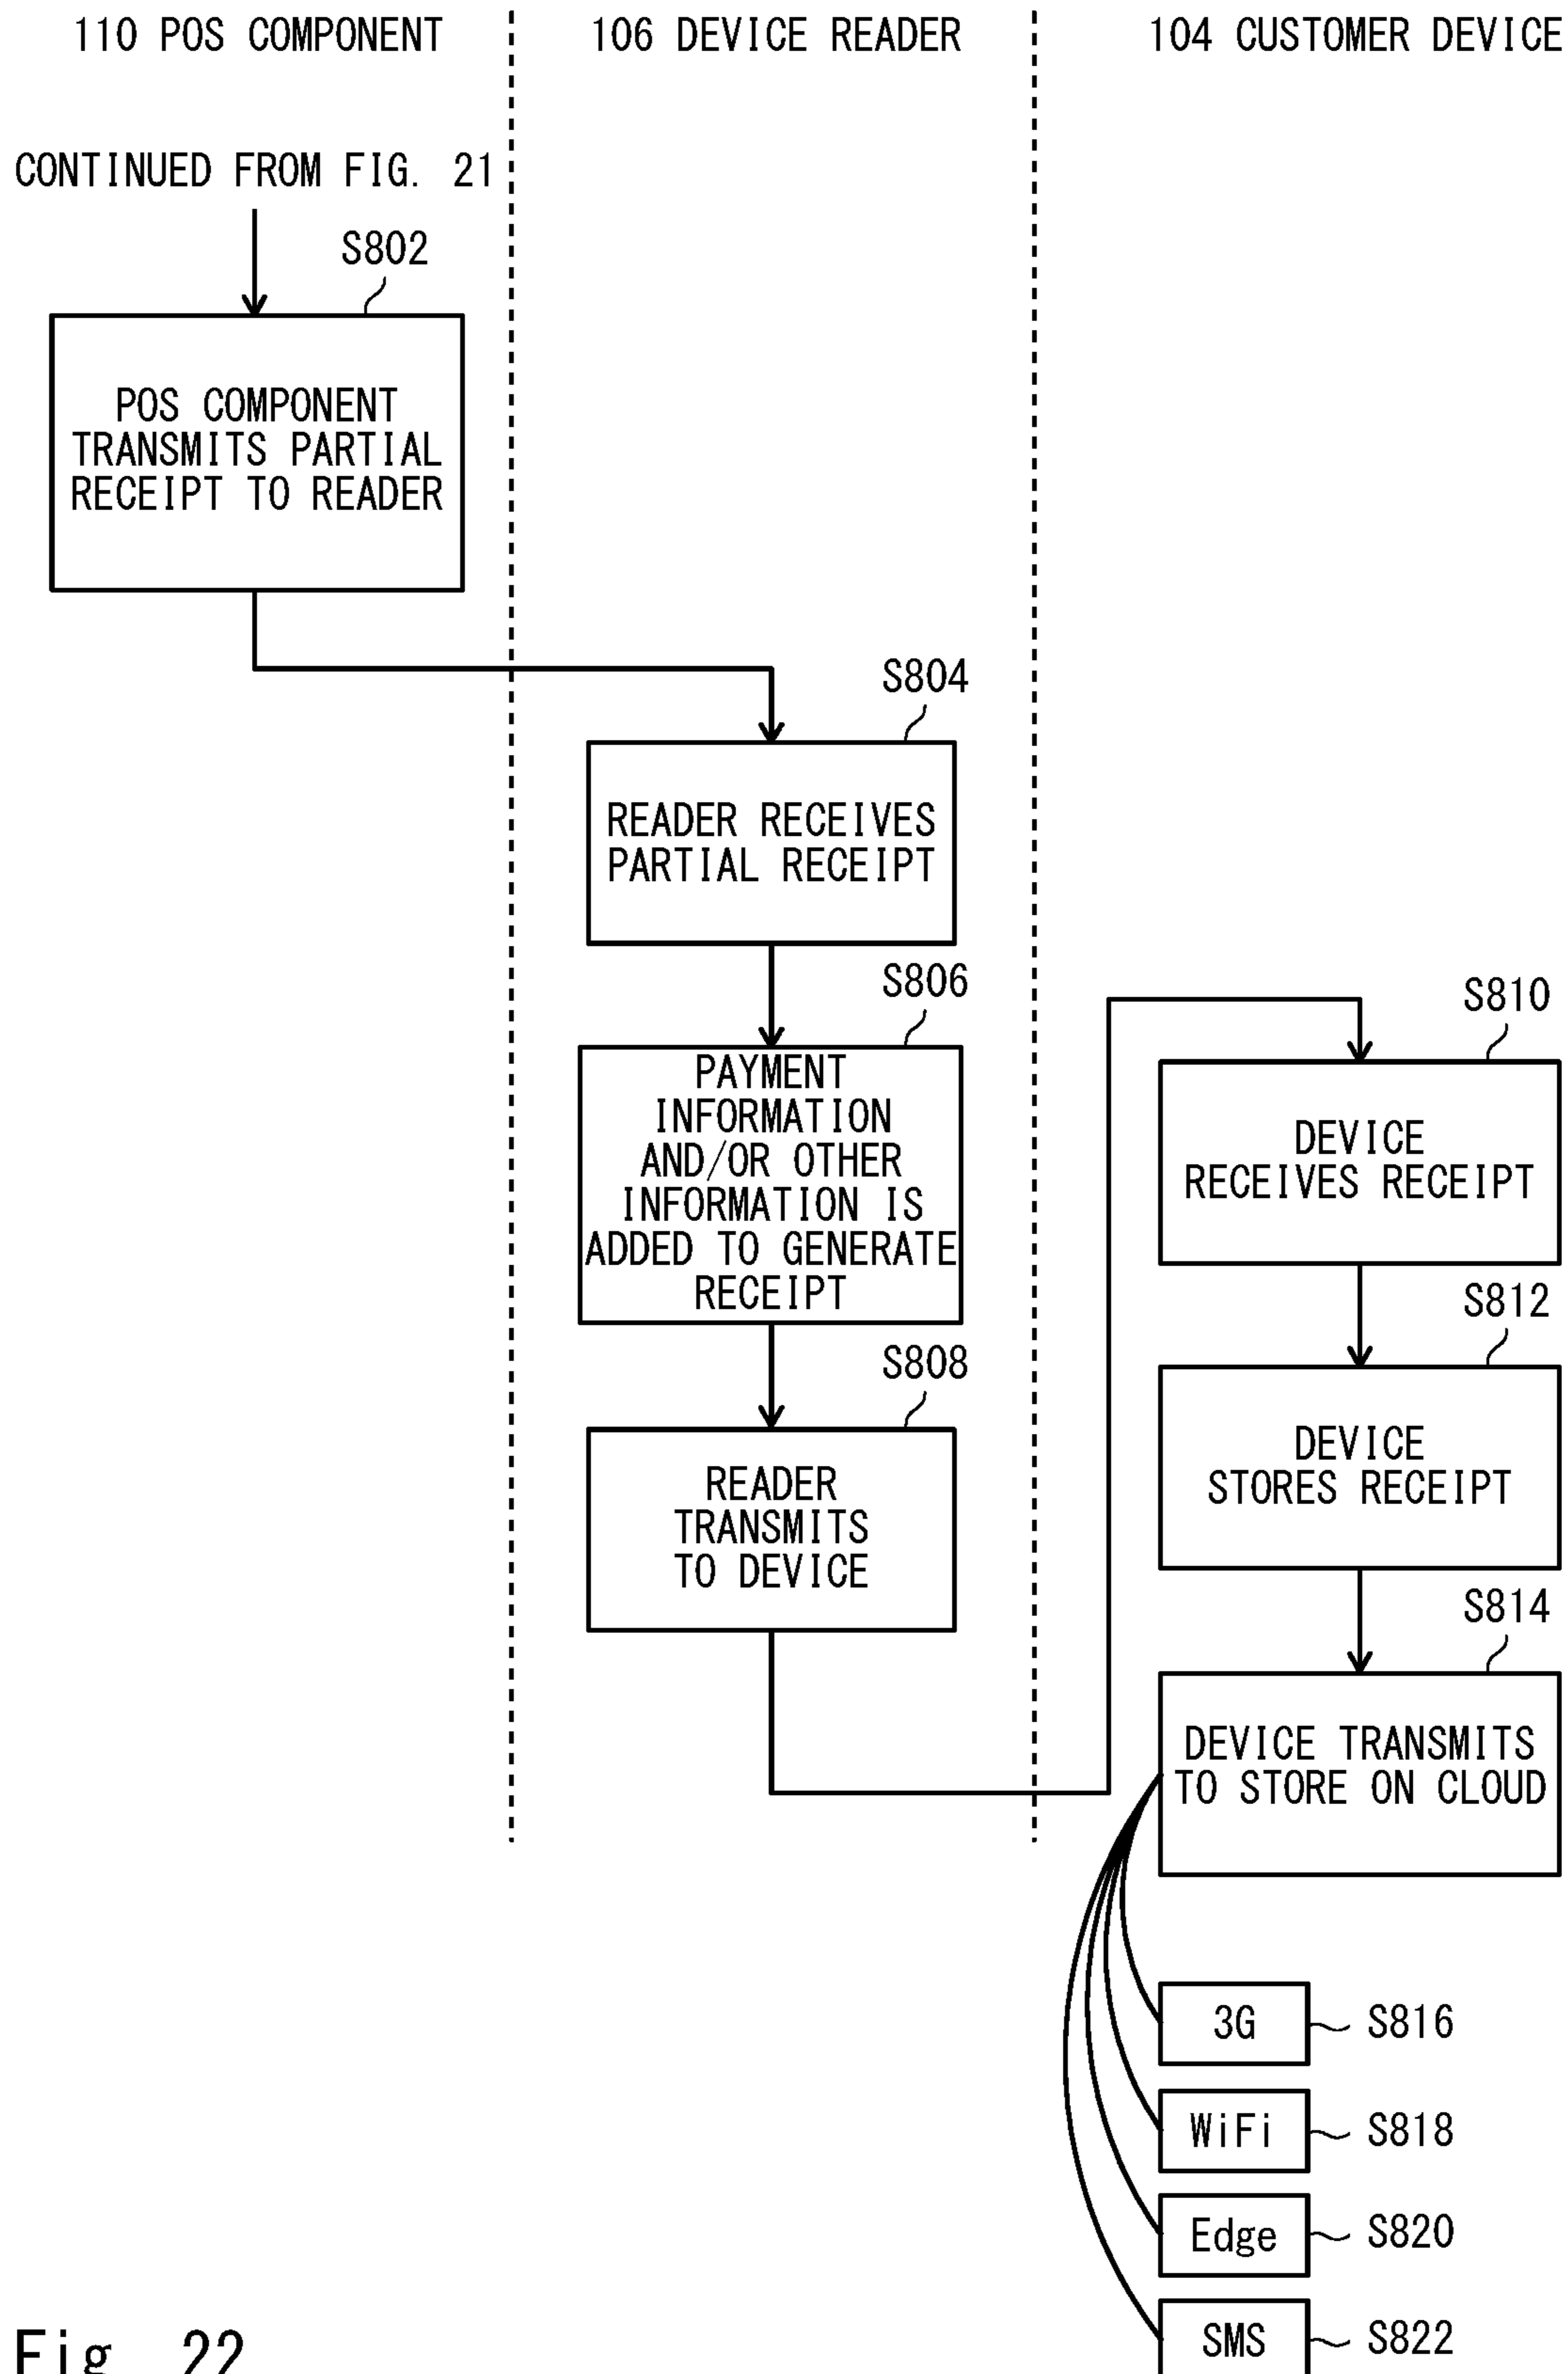 110 POS COMPONENT
106 DEVICE READER
104 CUSTOMER DEVICE
CONTINUED FROM FIG. 21
S802
POS COMPONENT
TRANSMITS PARTIAL
RECEIPT TO READER
S804
READER RECEIVES
PARTIAL RECEIPT
S806
PAYMENT
INFORMATION
AND/OR OTHER
INFORMATION IS
ADDED TO GENERATE
RECEIPT
S808
READER
TRANSMITS
TO DEVICE
S810
DEVICE
RECEIVES RECEIPT
S812
DEVICE
STORES RECEIPT
S814
DEVICE TRANSMITS
TO STORE ON CLOUD
3G
S816
WiFi
S818
Edge
S820
SMS
S822
Fig. 22